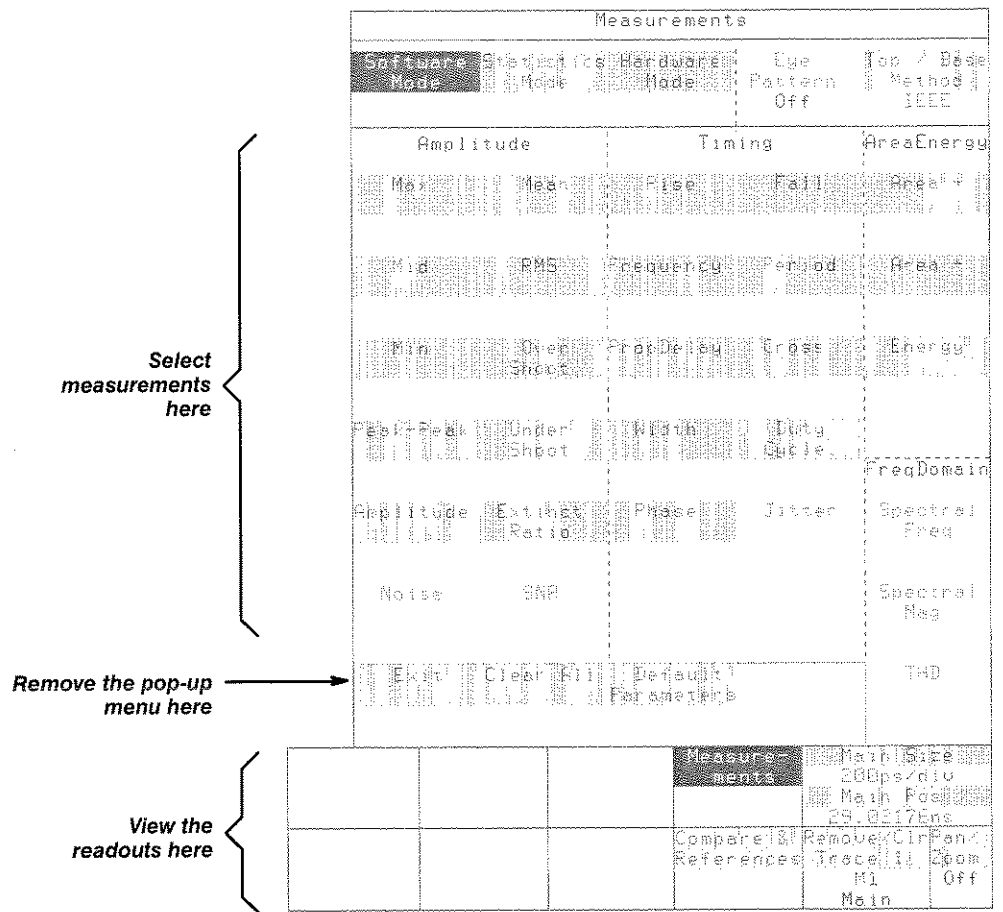 Measurements
Software Mode
Statistics Mode
Hardware Mode
Eye Pattern Off
Top / Base Method IEEE
Amplitude
Timing
AreaEnergy
Max
Mean
Rise
Fall
Area +
Mid
RMS
Frequency
Period
Min
Over Shoot
PropDelay
Cross
Energy
Peak-Peak
Under Shoot
Width
Duty Cycle
FreqDomain
Amplitude
Extinct Ratio
Phase
Jitter
Spectral Freq
Noise
SNR
Spectral Mag
Exit
Clear All
Default Parameters
THD
Select
measurements
here
Remove the pop-up
menu here
View the
readouts here
Measure-
ments
Main Size
200ps/div
Main Pos
29.02176ns
Compare &
References
Remove/Clr
Trace 1
M1
Main
Pan/
Zoom
Off